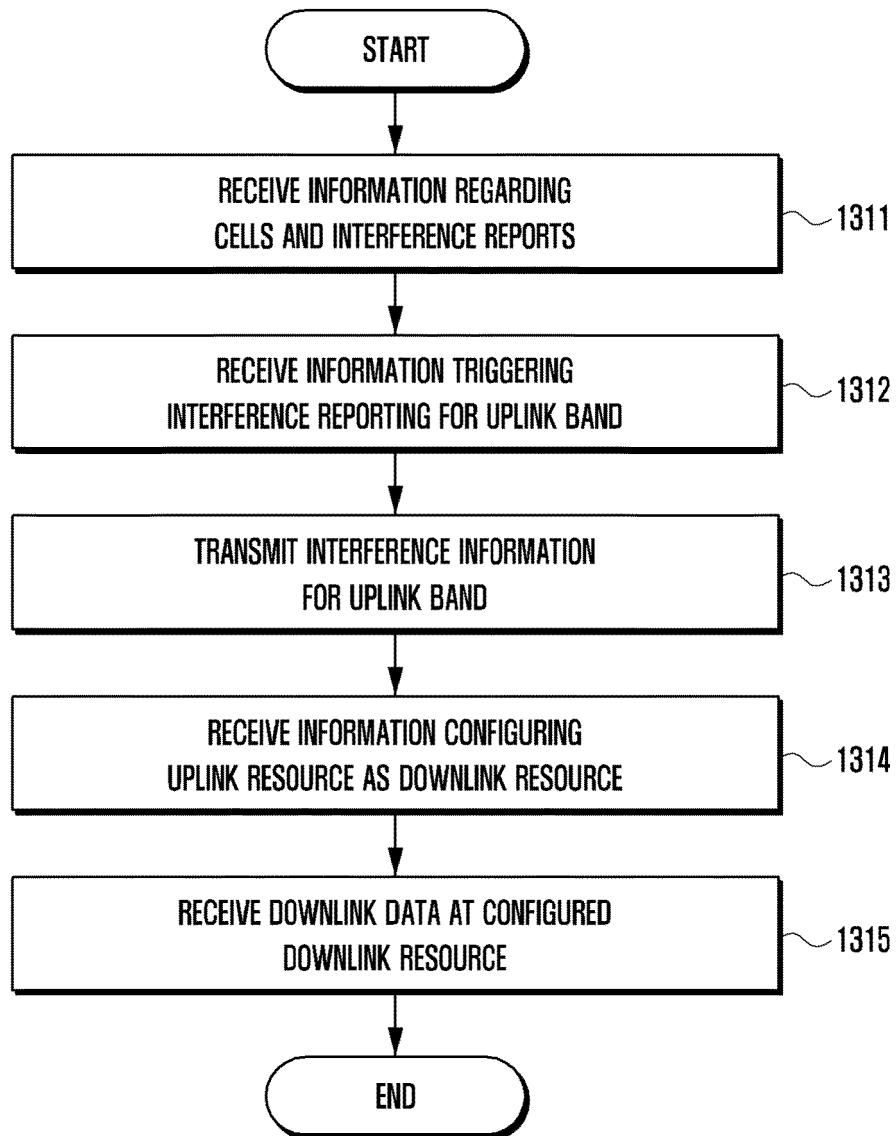 START
RECEIVE INFORMATION REGARDING
CELLS AND INTERFERENCE REPORTS
1311
RECEIVE INFORMATION TRIGGERING
INTERFERENCE REPORTING FOR UPLINK BAND
1312
TRANSMIT INTERFERENCE INFORMATION
FOR UPLINK BAND
1313
RECEIVE INFORMATION CONFIGURING
UPLINK RESOURCE AS DOWNLINK RESOURCE
1314
RECEIVE DOWNLINK DATA AT CONFIGURED
DOWNLINK RESOURCE
1315
END